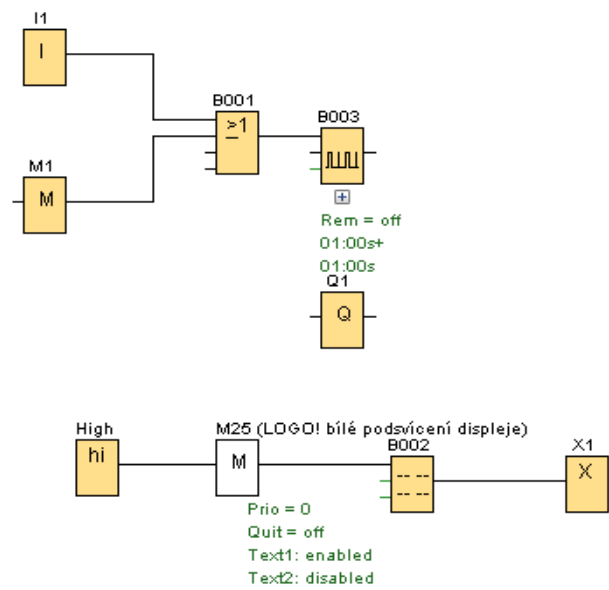 I1
I
B001
≥1
B003
M1
M
Rem = off
01:00s+
01:00s
Q1
Q
High
hi
M25 (LOGO! bílé podsvícení displeje)
M
B002
X1
X
Prio = 0
Quit = off
Text1: enabled
Text2: disabled